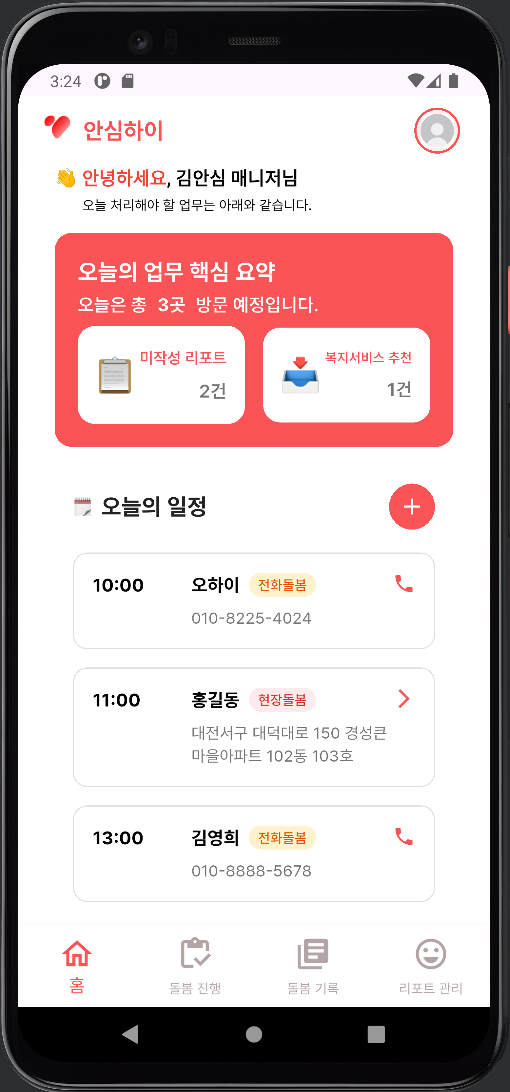 3:24
안심하이
👋 안녕하세요, 김안심 매니저님
오늘 처리해야 할 업무는 아래와 같습니다.
오늘의 업무 핵심 요약
오늘은 총 3곳 방문 예정입니다.
미작성 리포트
2건
복지서비스 추천
1건
오늘의 일정
10:00 오하이 전화돌봄
010-8225-4024
11:00 홍길동 현장돌봄
대전서구 대덕대로 150 경성큰
마을아파트 102동 103호
13:00 김영희 전화돌봄
010-8888-5678
홈 돌봄 진행 돌봄 기록 리포트 관리